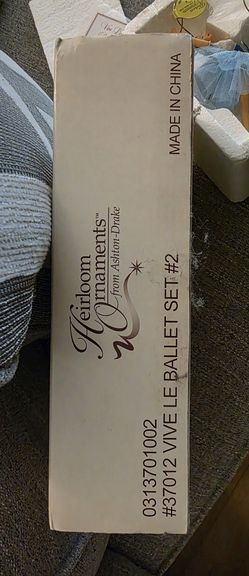 Heirloom
Ornaments™
from Ashton-Drake
MADE IN CHINA
0313701002
#37012 VIVE LE BALLET SET #2